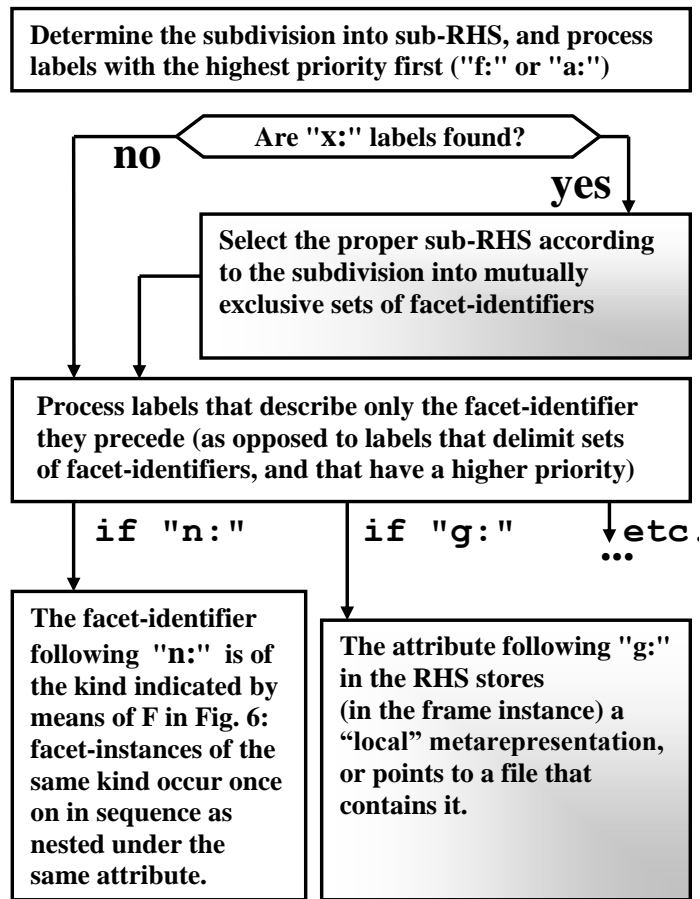 Determine the subdivision into sub-RHS, and process
labels with the highest priority first ("f:" or "a:")
Are "x:" labels found?
no
yes
Select the proper sub-RHS according
to the subdivision into mutually
exclusive sets of facet-identifiers
Process labels that describe only the facet-identifier
they precede (as opposed to labels that delimit sets
of facet-identifiers, and that have a higher priority)
if "n:"
if "g:"
etc.
...
The facet-identifier
following "n:" is of
the kind indicated by
means of F in Fig. 6:
facet-instances of the
same kind occur once
on in sequence as
nested under the
same attribute.
The attribute following "g:"
in the RHS stores
(in the frame instance) a
“local” metarepresentation,
or points to a file that
contains it.